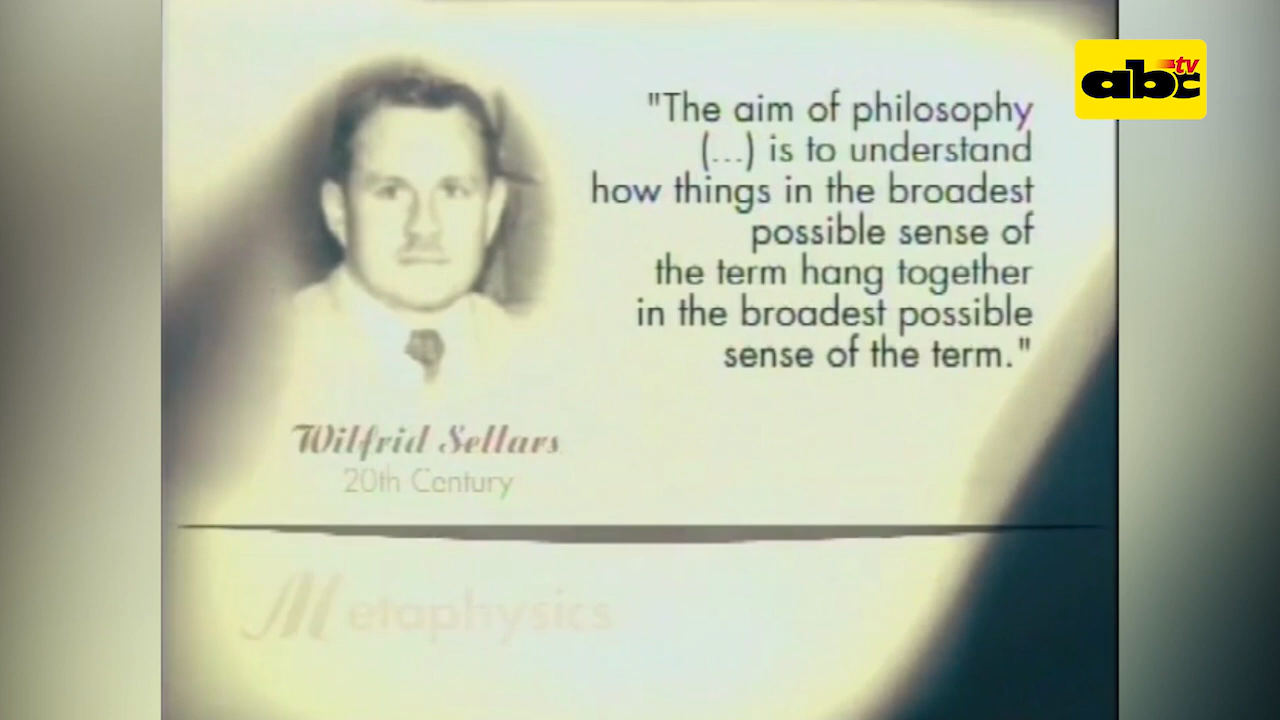 abc tv
"The aim of philosophy
(...) is to understand
how things in the broadest
possible sense of
the term hang together
in the broadest possible
sense of the term."
Wilfrid Sellars
20th Century
Metaphysics